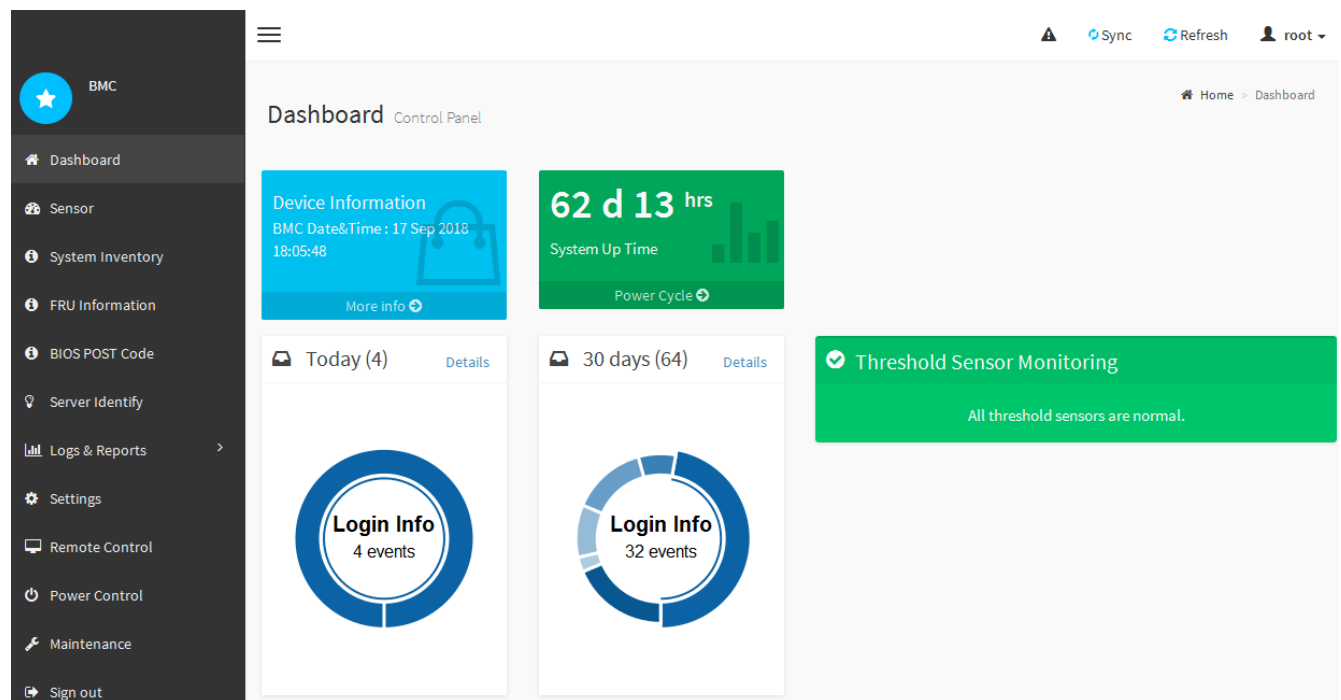 BMC
Dashboard
Sensor
System Inventory
FRU Information
BIOS POST Code
Server Identify
Logs & Reports
Settings
Remote Control
Power Control
Maintenance
Sign out
Sync
Refresh
root
Dashboard Control Panel
Home > Dashboard
Device Information
BMC Date&Time : 17 Sep 2018
18:05:48
More info
62 d 13 hrs
System Up Time
Power Cycle
Today (4) Details
Login Info
4 events
30 days (64) Details
Login Info
32 events
Threshold Sensor Monitoring
All threshold sensors are normal.